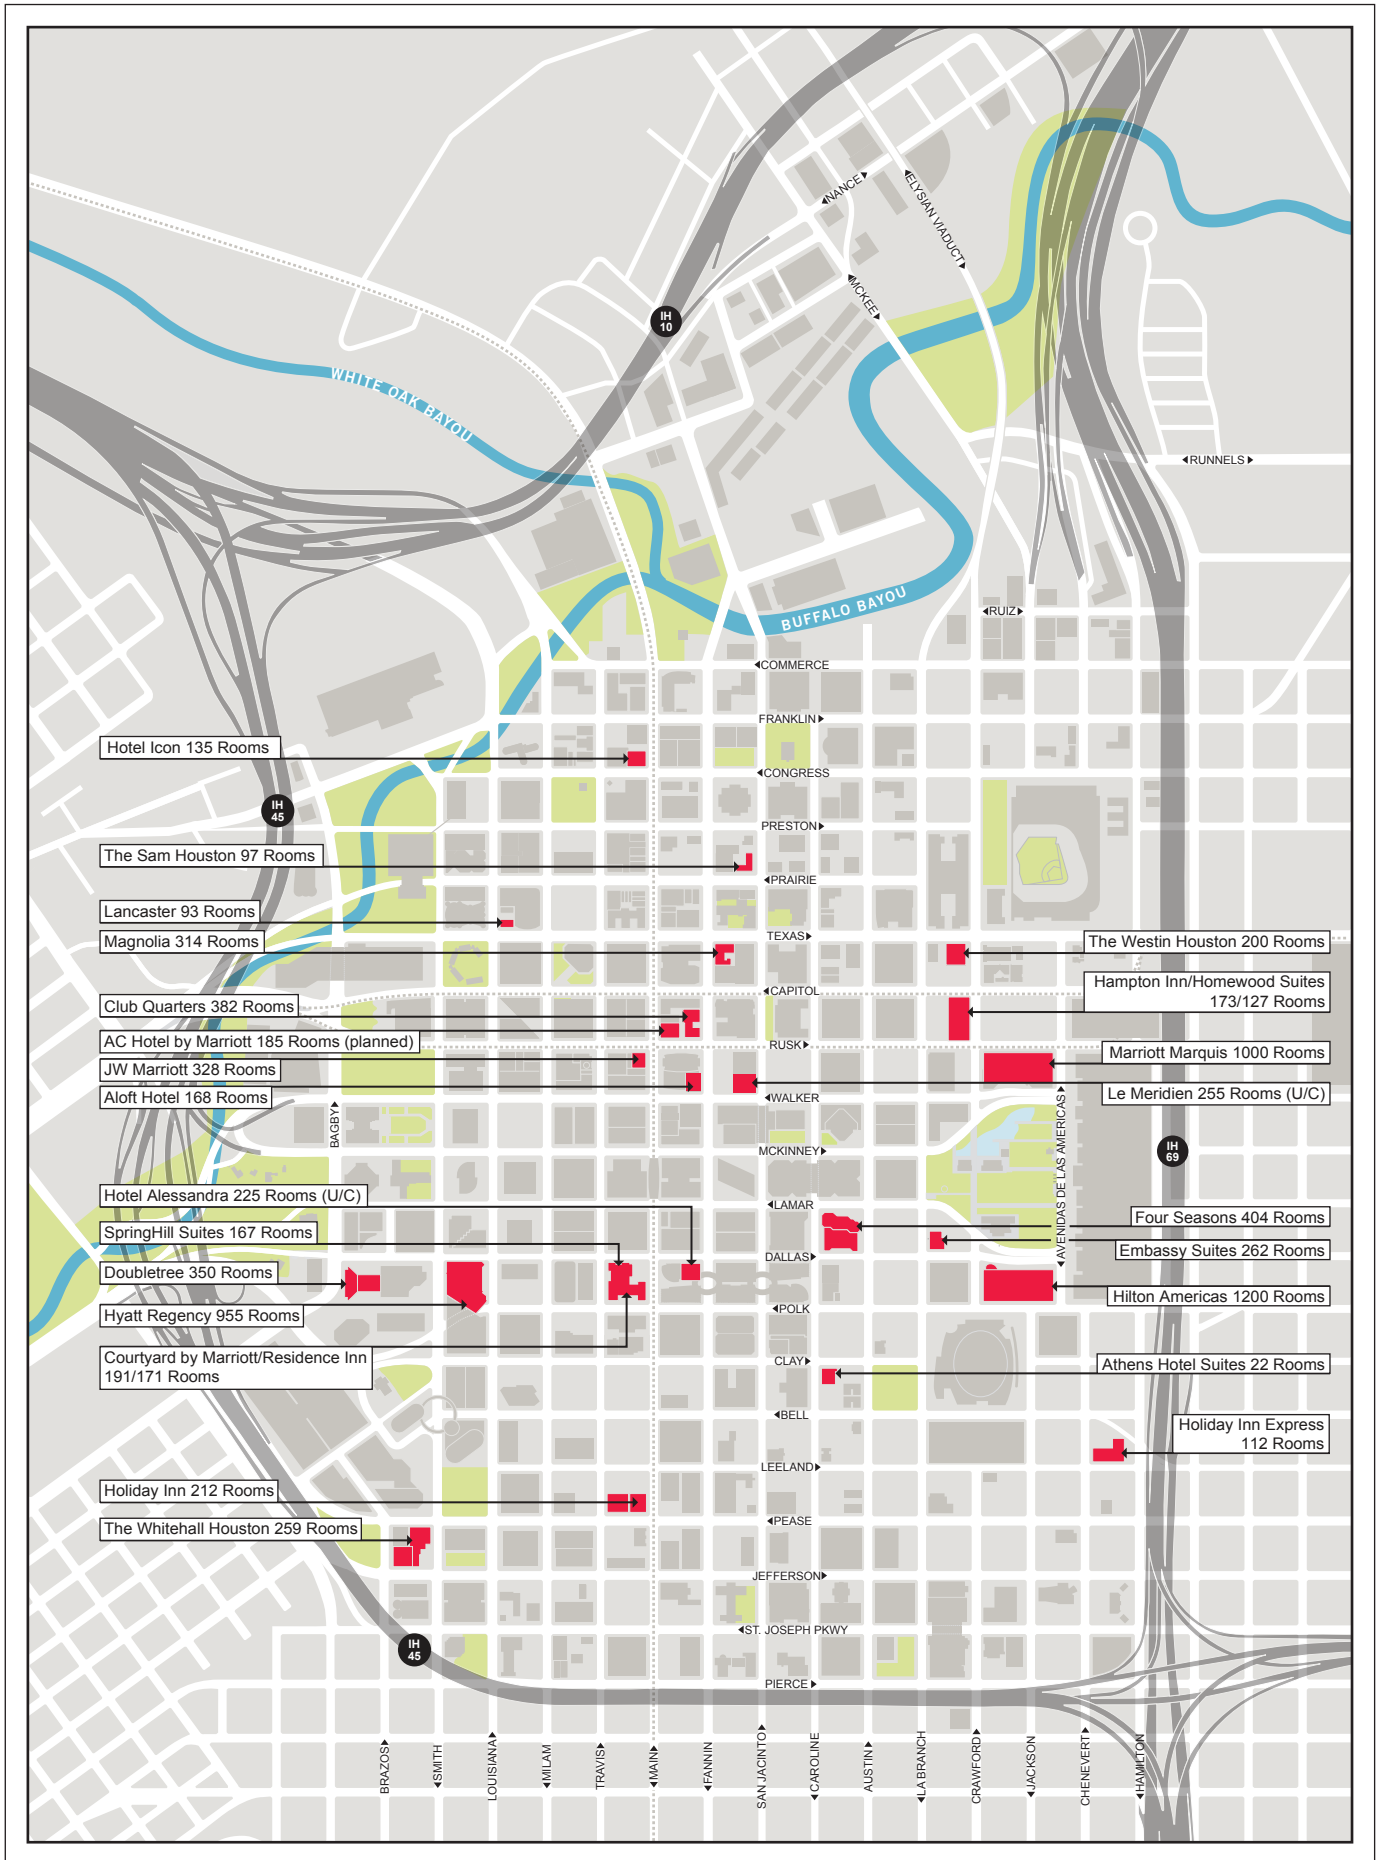 NANCE
ELYSIAN VIADUCT
MCKEE
IH
10
WHITE OAK BAYOU
RUNNELS
BUFFALO BAYOU
RUIZ
COMMERCE
FRANKLIN
Hotel Icon 135 Rooms
CONGRESS
IH
45
PRESTON
The Sam Houston 97 Rooms
PRAIRIE
Lancaster 93 Rooms
TEXAS
Magnolia 314 Rooms
The Westin Houston 200 Rooms
Hampton Inn/Homewood Suites
173/127 Rooms
CAPITOL
Club Quarters 382 Rooms
AC Hotel by Marriott 185 Rooms (planned)
RUSK
Marriott Marquis 1000 Rooms
JW Marriott 328 Rooms
Aloft Hotel 168 Rooms
Le Meridien 255 Rooms (U/C)
WALKER
BAGBY
AVENIDAS DE LAS AMERICAS
MCKINNEY
IH
69
Hotel Alessandra 225 Rooms (U/C)
LAMAR
Four Seasons 404 Rooms
SpringHill Suites 167 Rooms
Embassy Suites 262 Rooms
DALLAS
Doubletree 350 Rooms
Hilton Americas 1200 Rooms
Hyatt Regency 955 Rooms
POLK
Courtyard by Marriott/Residence Inn
191/171 Rooms
CLAY
Athens Hotel Suites 22 Rooms
BELL
Holiday Inn Express
112 Rooms
LEELAND
Holiday Inn 212 Rooms
PEASE
The Whitehall Houston 259 Rooms
JEFFERSON
ST. JOSEPH PKWY
IH
45
PIERCE
BRAZOS
SMITH
LOUISIANA
MILAM
TRAVIS
MAIN
FANNIN
SAN JACINTO
CAROLINE
AUSTIN
LA BRANCH
CRAWFORD
JACKSON
CHENEVERT
HAMILTON